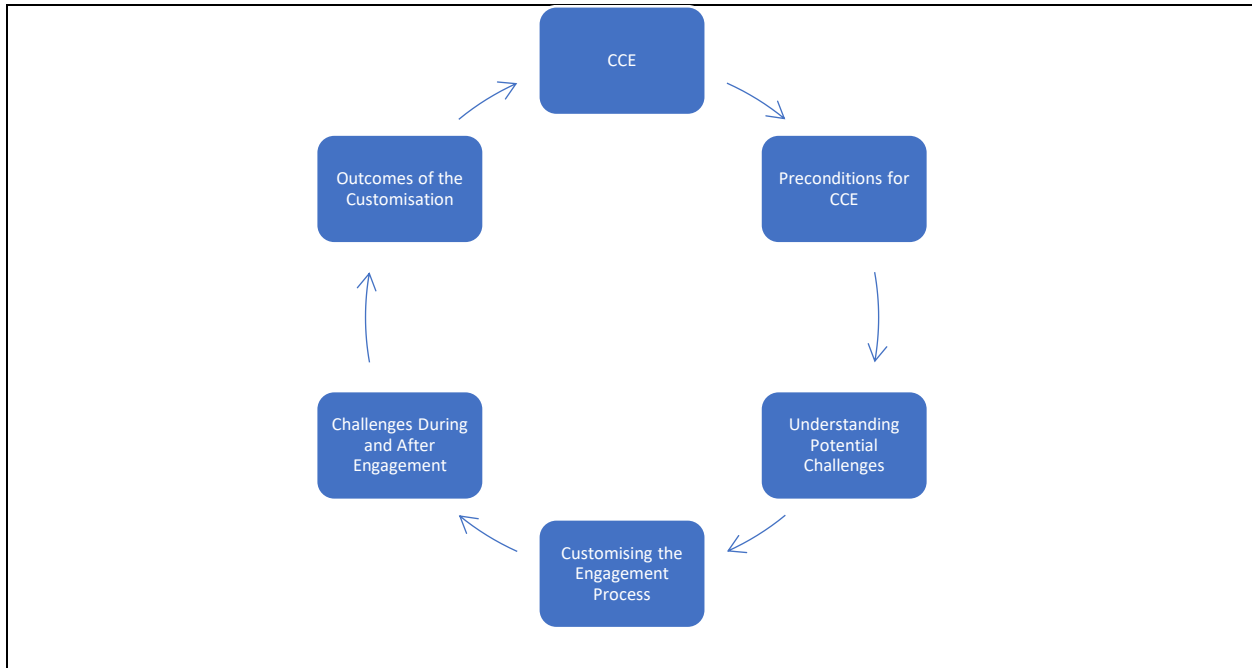 CCE
Preconditions for
CCE
Understanding
Potential
Challenges
Customising the
Engagement
Process
Challenges During
and After
Engagement
Outcomes of the
Customisation